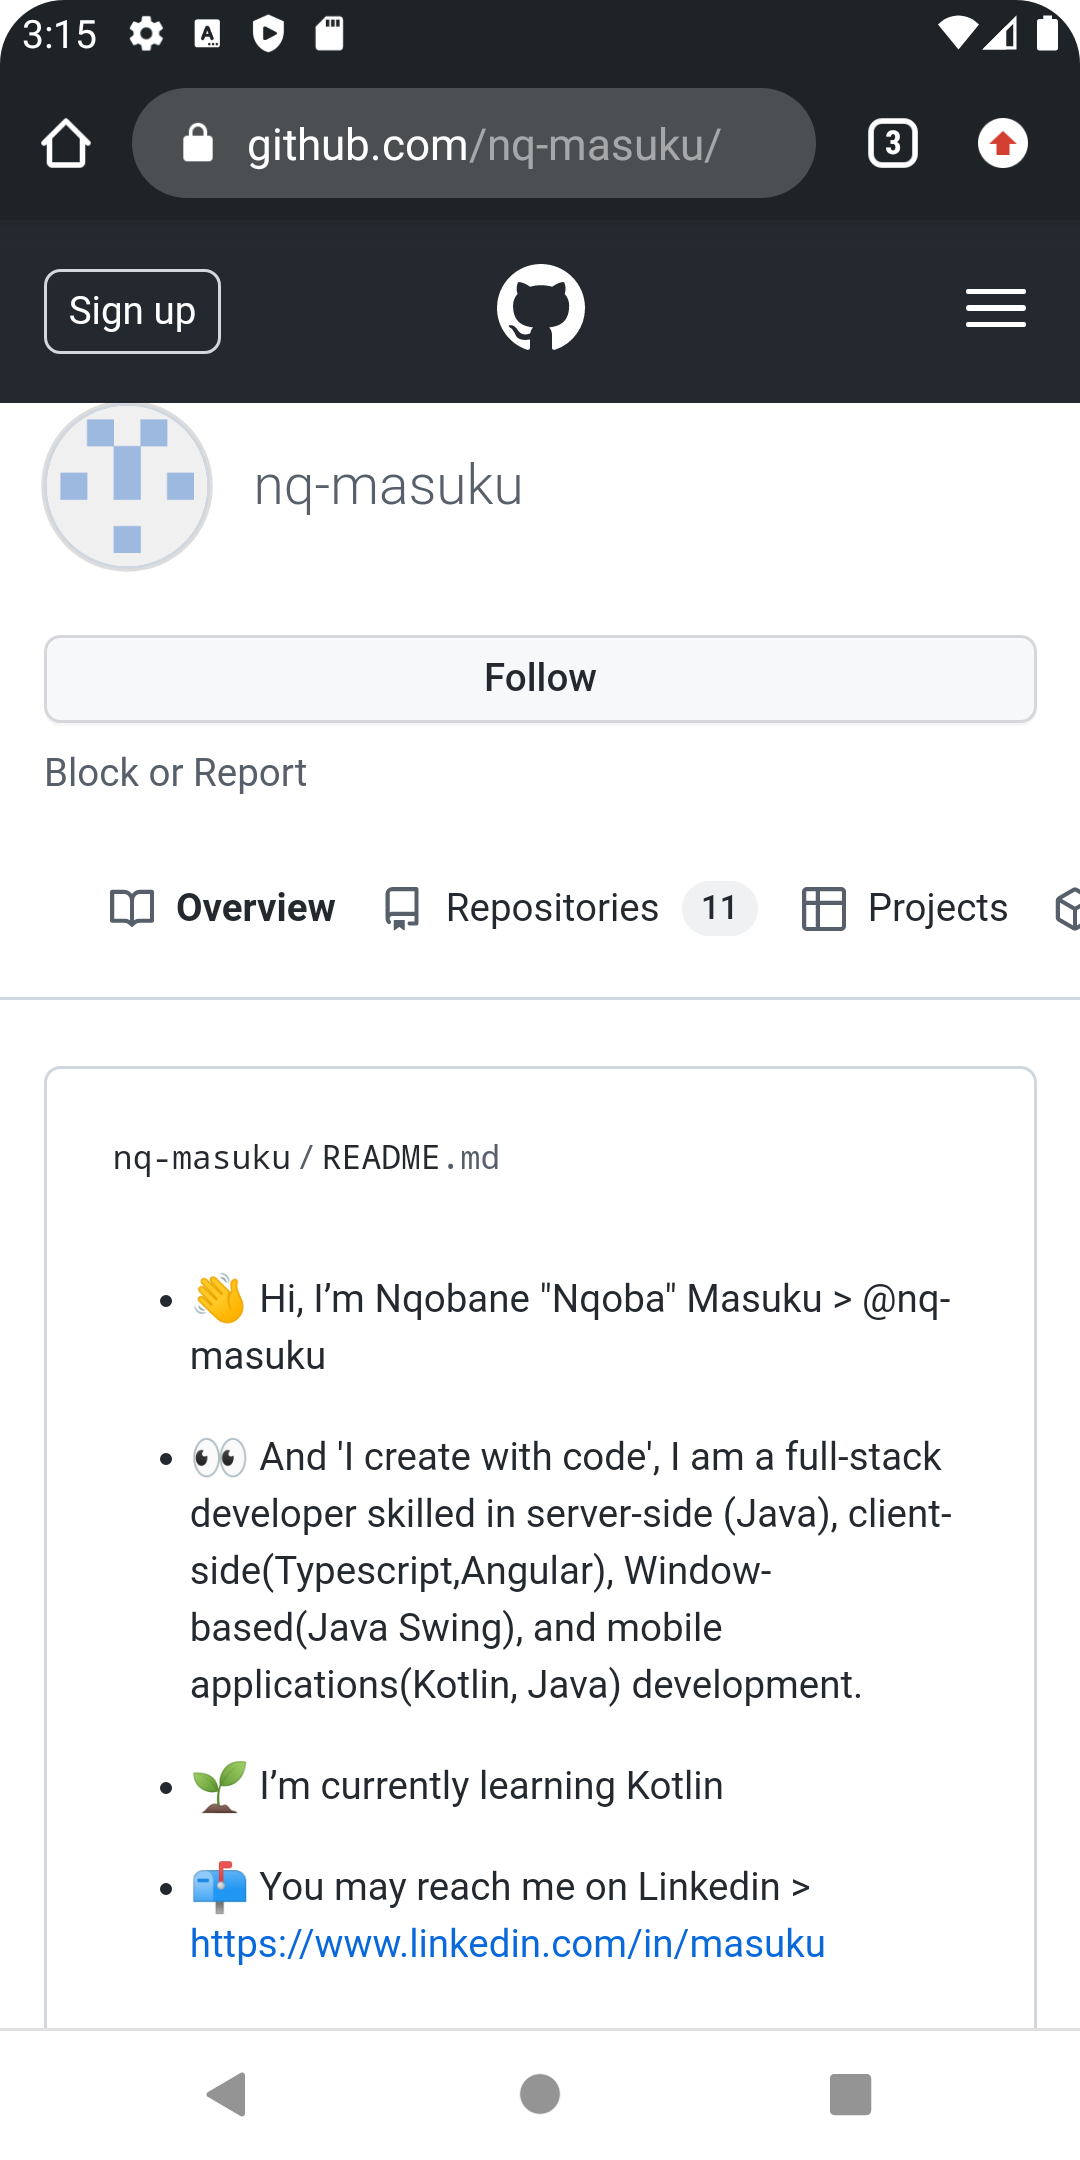 3:15
github.com/nq-masuku/
3
Sign up
nq-masuku
Follow
Block or Report
Overview
Repositories 11
Projects
nq-masuku/README.md
👋 Hi, I’m Nqobane "Nqoba" Masuku > @nq-
masuku
👀 And 'I create with code', I am a full-stack
developer skilled in server-side (Java), client-
side(Typescript,Angular), Window-
based(Java Swing), and mobile
applications(Kotlin, Java) development.
🌱 I’m currently learning Kotlin
📫 You may reach me on Linkedin >
https://www.linkedin.com/in/masuku